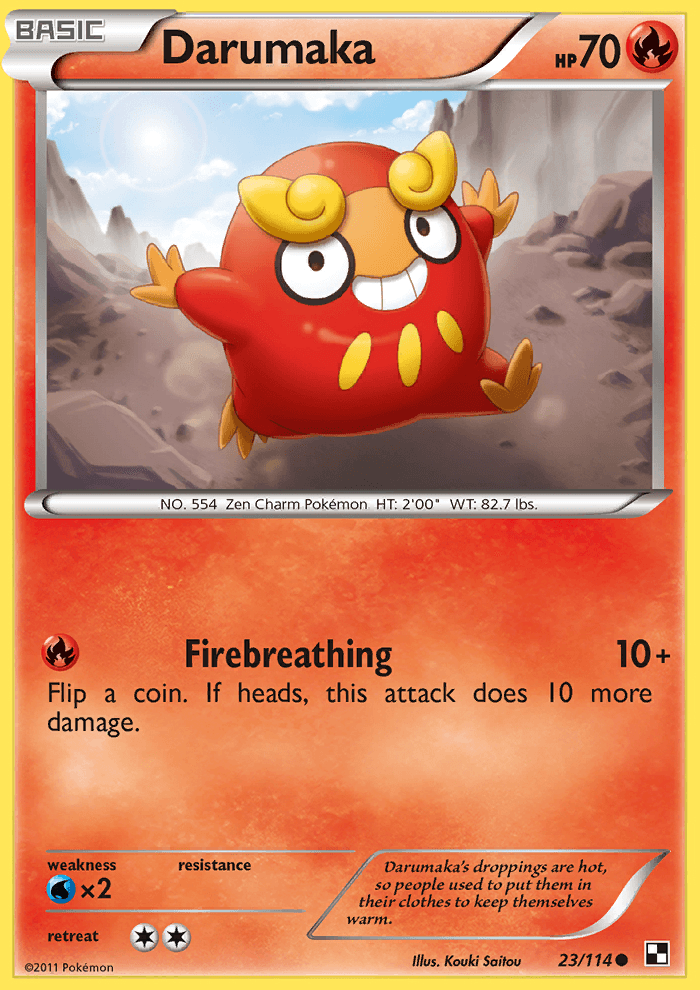 BASIC
Darumaka
HP70
NO. 554 Zen Charm Pokémon HT: 2'00" WT: 82.7 lbs.
Firebreathing 10+
Flip a coin. If heads, this attack does 10 more
damage.
weakness resistance
×2
retreat
Darumaka's droppings are hot,
so people used to put them in
their clothes to keep themselves
warm.
©2011 Pokémon
Illus. Kouki Saitou
23/114